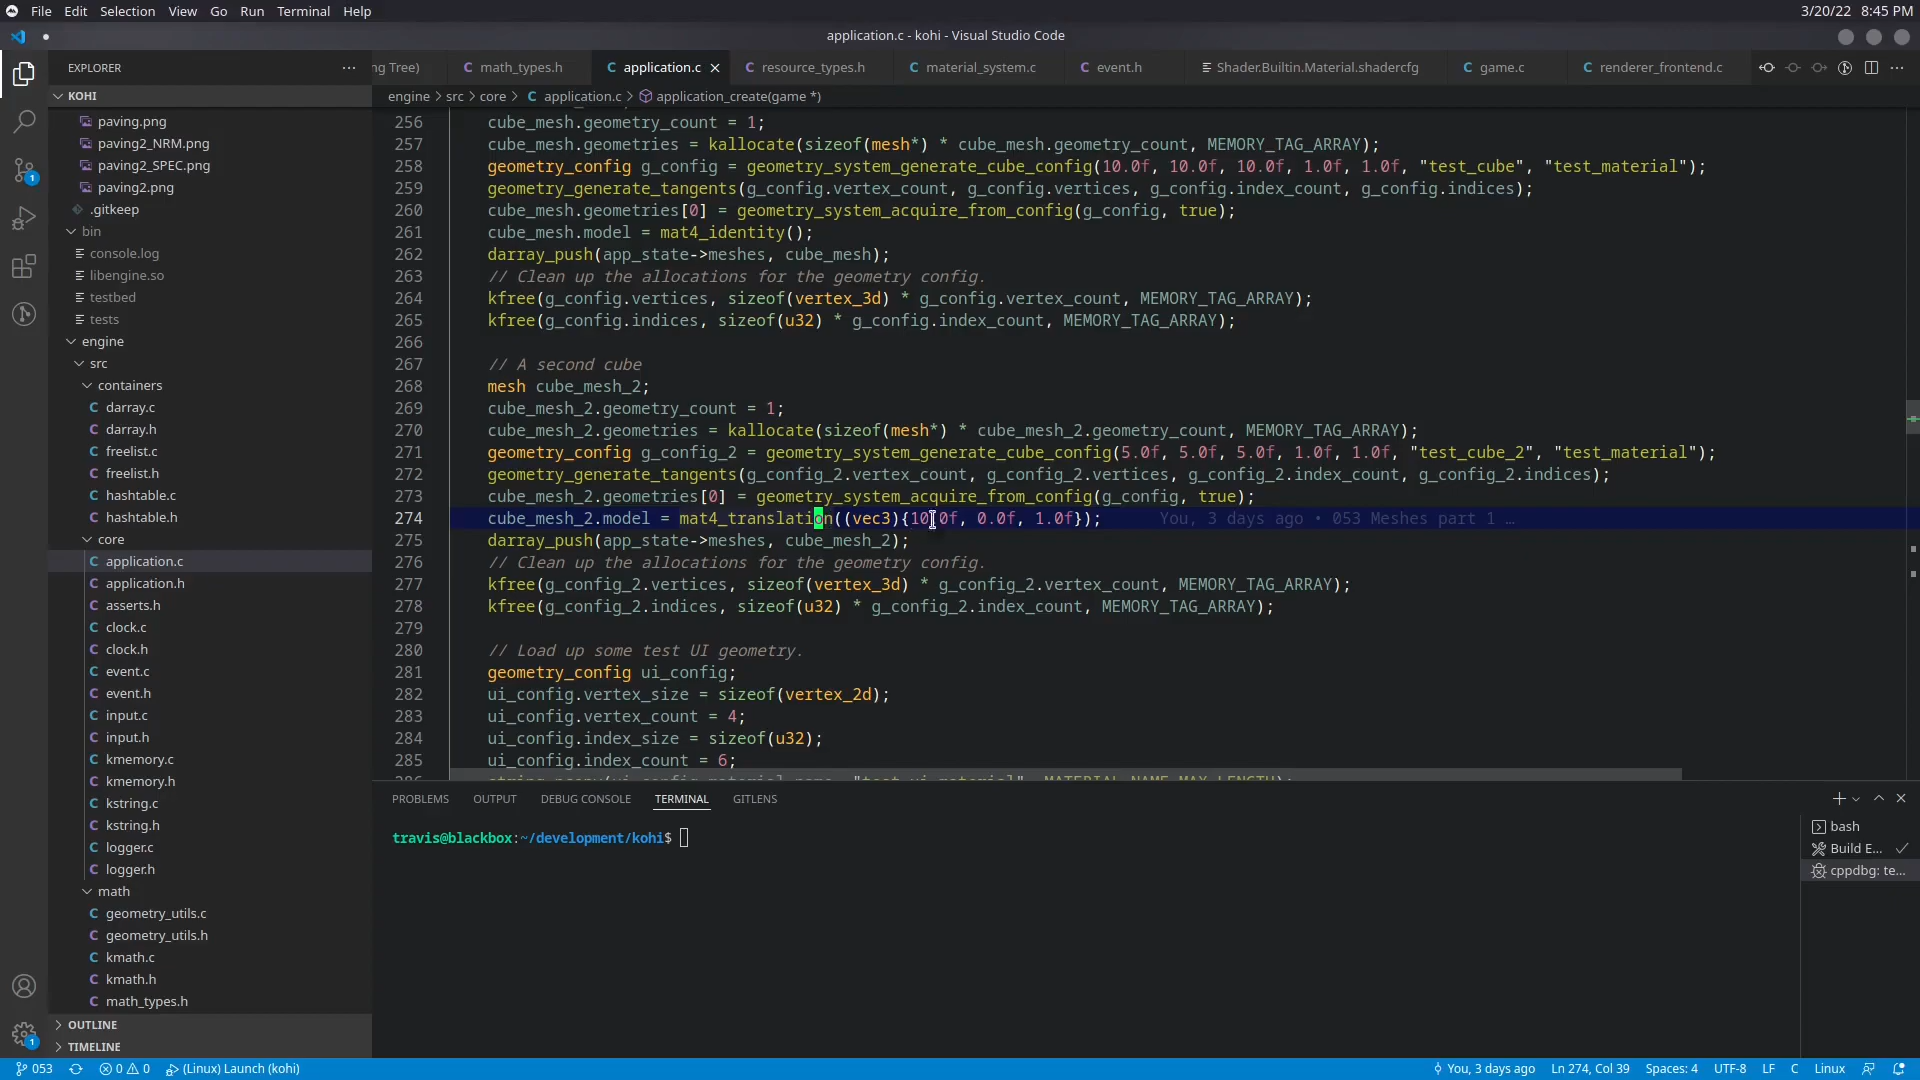 File Edit Selection View Go Run Terminal Help 3/20/22 8:45 PM
application.c - kohi - Visual Studio Code
EXPLORER
ng Tree) math_types.h application.c resource_types.h material_system.c event.h Shader.Builtin.Material.shadercfg game.c renderer_frontend.c
KOHI
engine > src > core > application.c > application_create(game *)
paving.png
paving2_NRM.png
paving2_SPEC.png
paving2.png
.gitkeep
bin
console.log
libengine.so
testbed
tests
engine
src
containers
darray.c
darray.h
freelist.c
freelist.h
hashtable.c
hashtable.h
core
application.c
application.h
asserts.h
clock.c
clock.h
event.c
event.h
input.c
input.h
kmemory.c
kmemory.h
kstring.c
kstring.h
logger.c
logger.h
math
geometry_utils.c
geometry_utils.h
kmath.c
kmath.h
math_types.h
OUTLINE
TIMELINE
256 cube_mesh.geometry_count = 1;
257 cube_mesh.geometries = kallocate(sizeof(mesh*) * cube_mesh.geometry_count, MEMORY_TAG_ARRAY);
258 geometry_config g_config = geometry_system_generate_cube_config(10.0f, 10.0f, 10.0f, 1.0f, 1.0f, "test_cube", "test_material");
259 geometry_generate_tangents(g_config.vertex_count, g_config.vertices, g_config.index_count, g_config.indices);
260 cube_mesh.geometries[0] = geometry_system_acquire_from_config(g_config, true);
261 cube_mesh.model = mat4_identity();
262 darray_push(app_state->meshes, cube_mesh);
263 // Clean up the allocations for the geometry config.
264 kfree(g_config.vertices, sizeof(vertex_3d) * g_config.vertex_count, MEMORY_TAG_ARRAY);
265 kfree(g_config.indices, sizeof(u32) * g_config.index_count, MEMORY_TAG_ARRAY);
266
267 // A second cube
268 mesh cube_mesh_2;
269 cube_mesh_2.geometry_count = 1;
270 cube_mesh_2.geometries = kallocate(sizeof(mesh*) * cube_mesh_2.geometry_count, MEMORY_TAG_ARRAY);
271 geometry_config g_config_2 = geometry_system_generate_cube_config(5.0f, 5.0f, 5.0f, 1.0f, 1.0f, "test_cube_2", "test_material");
272 geometry_generate_tangents(g_config_2.vertex_count, g_config_2.vertices, g_config_2.index_count, g_config_2.indices);
273 cube_mesh_2.geometries[0] = geometry_system_acquire_from_config(g_config, true);
274 cube_mesh_2.model = mat4_translation((vec3){10.0f, 0.0f, 1.0f}); You, 3 days ago • 053 Meshes part 1 …
275 darray_push(app_state->meshes, cube_mesh_2);
276 // Clean up the allocations for the geometry config.
277 kfree(g_config_2.vertices, sizeof(vertex_3d) * g_config_2.vertex_count, MEMORY_TAG_ARRAY);
278 kfree(g_config_2.indices, sizeof(u32) * g_config_2.index_count, MEMORY_TAG_ARRAY);
279
280 // Load up some test UI geometry.
281 geometry_config ui_config;
282 ui_config.vertex_size = sizeof(vertex_2d);
283 ui_config.vertex_count = 4;
284 ui_config.index_size = sizeof(u32);
285 ui_config.index_count = 6;
PROBLEMS OUTPUT DEBUG CONSOLE TERMINAL GITLENS
travis@blackbox:~/development/kohi$
bash
Build E...
cppdbg: te...
1
1
053 0 0 (Linux) Launch (kohi) You, 3 days ago Ln 274, Col 39 Spaces: 4 UTF-8 LF C Linux